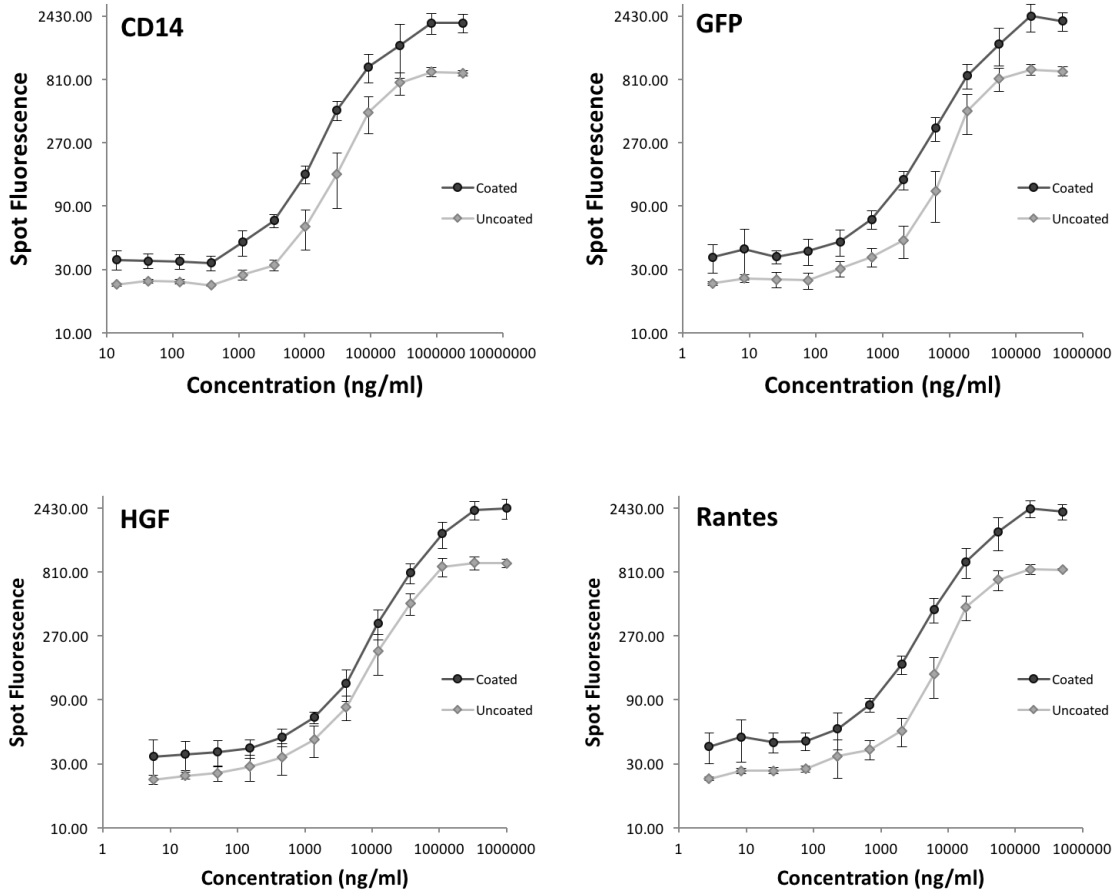 CD14
2430.00
810.00
270.00
90.00
30.00
10.00
Spot Fluorescence
Coated
Uncoated
10 100 1000 10000 100000 1000000 10000000
Concentration (ng/ml)
GFP
2430.00
810.00
270.00
90.00
30.00
10.00
Spot Fluorescence
Coated
Uncoated
1 10 100 1000 10000 100000 1000000
Concentration (ng/ml)
HGF
2430.00
810.00
270.00
90.00
30.00
10.00
Spot Fluorescence
Coated
Uncoated
1 10 100 1000 10000 100000 1000000
Concentration (ng/ml)
Rantes
2430.00
810.00
270.00
90.00
30.00
10.00
Spot Fluorescence
Coated
Uncoated
1 10 100 1000 10000 100000 1000000
Concentration (ng/ml)